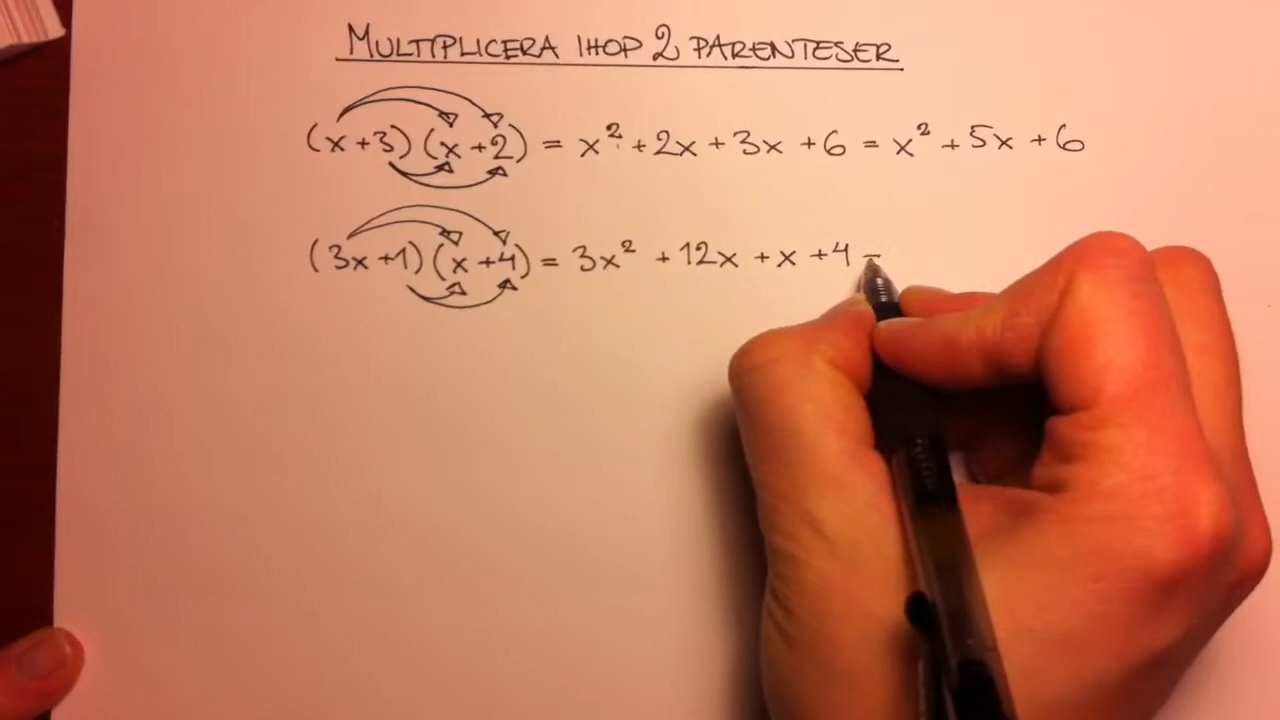 MULTIPLICERA IHOP 2 PARENTESER
(x+3)(x+2) = x² + 2x + 3x + 6 = x² + 5x + 6
(3x+1)(x+4) = 3x² + 12x + x + 4 -